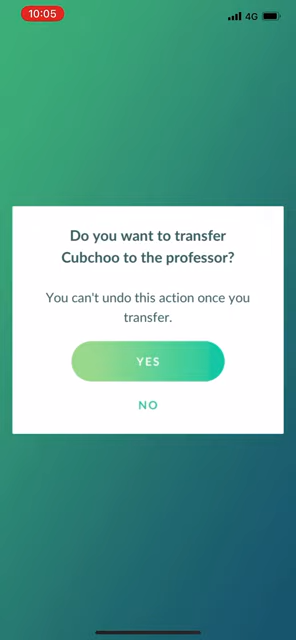 10:05
4G
Do you want to transfer
Cubchoo to the professor?
You can't undo this action once you
transfer.
YES
NO